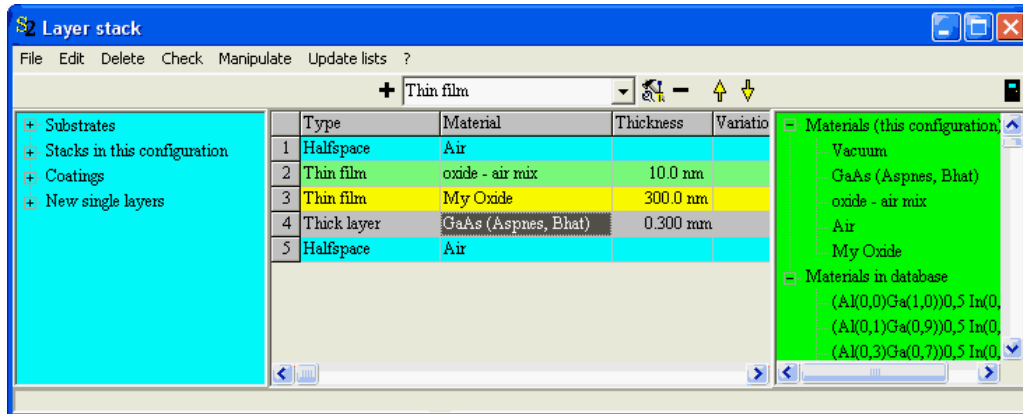 S2 Layer stack
File Edit Delete Check Manipulate Update lists ?
Thin film
Substrates
Stacks in this configuration
Coatings
New single layers
Type Material Thickness Variatio
1 Halfspace Air
2 Thin film oxide - air mix 10.0 nm
3 Thin film My Oxide 300.0 nm
4 Thick layer GaAs (Aspnes, Bhat) 0.300 mm
5 Halfspace Air
Materials (this configuration)
Vacuum
GaAs (Aspnes, Bhat)
oxide - air mix
Air
My Oxide
Materials in database
(Al(0,0)Ga(1,0))0,5 In(0,
(Al(0,1)Ga(0,9))0,5 In(0,
(Al(0,3)Ga(0,7))0,5 In(0,